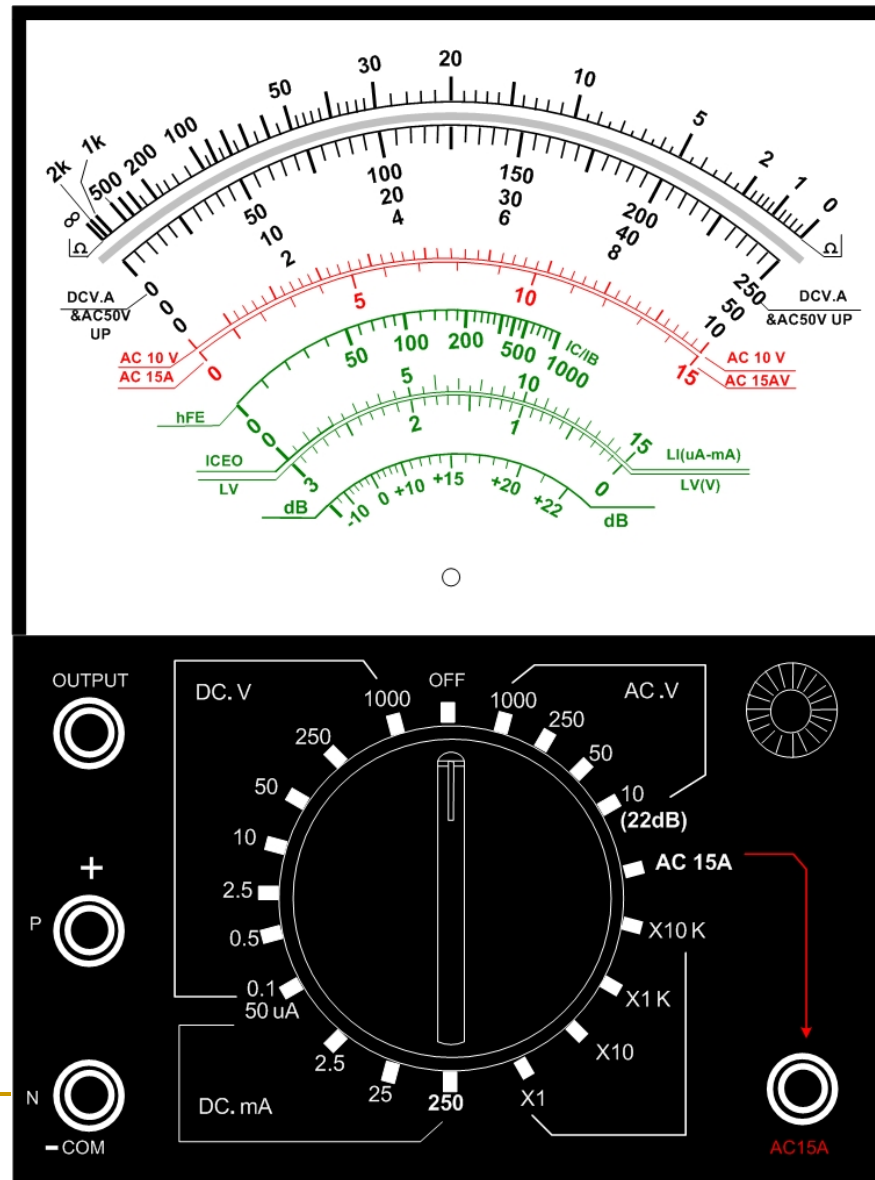 ∞ 2k 1k 500 200 100 50 30 20 10 5 2 1 0
Ω Ω
0 50 100 150 200 250
0 10 20 30 40 50
0 2 4 6 8 10
DCV.A
&AC50V
UP
DCV.A
&AC50V UP
AC 10 V
AC 15A
0 5 10 15
AC 10 V
AC 15AV
hFE
0 50 100 200 500 1000
IC/IB
ICEO
LV
0 5 10 15
3 2 1 0
LI(uA-mA)
LV(V)
dB
-10 0 +10 +15 +20 +22
dB
OUTPUT
+
P
N
-COM
DC.V
1000
250
50
10
2.5
0.5
0.1
50 uA
DC.mA
2.5
25
250
OFF
AC.V
1000
250
50
10
(22dB)
AC 15A
X10 K
X1 K
X10
X1
AC15A